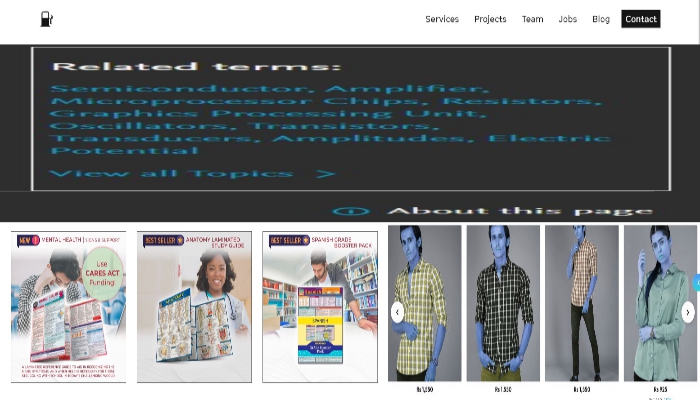 Services Projects Team Jobs Blog Contact
Related terms:
Semiconductor, Amplifier,
Microprocessor Chips, Resistors,
Graphics Processing Unit,
Oscillators, Transistors,
Transducers, Amplitudes, Electric
Potential
View all Topics >
About this page
NEW MENTAL HEALTH
Use
CARES ACT
Funding
BEST SELLER ANATOMY LAMINATED
STUDY GUIDE
BEST SELLER SPANISH GRADE
BOOSTER PACK
SPANISH
Rs 1,550
Rs 1,550
Rs 1,550
Rs 925